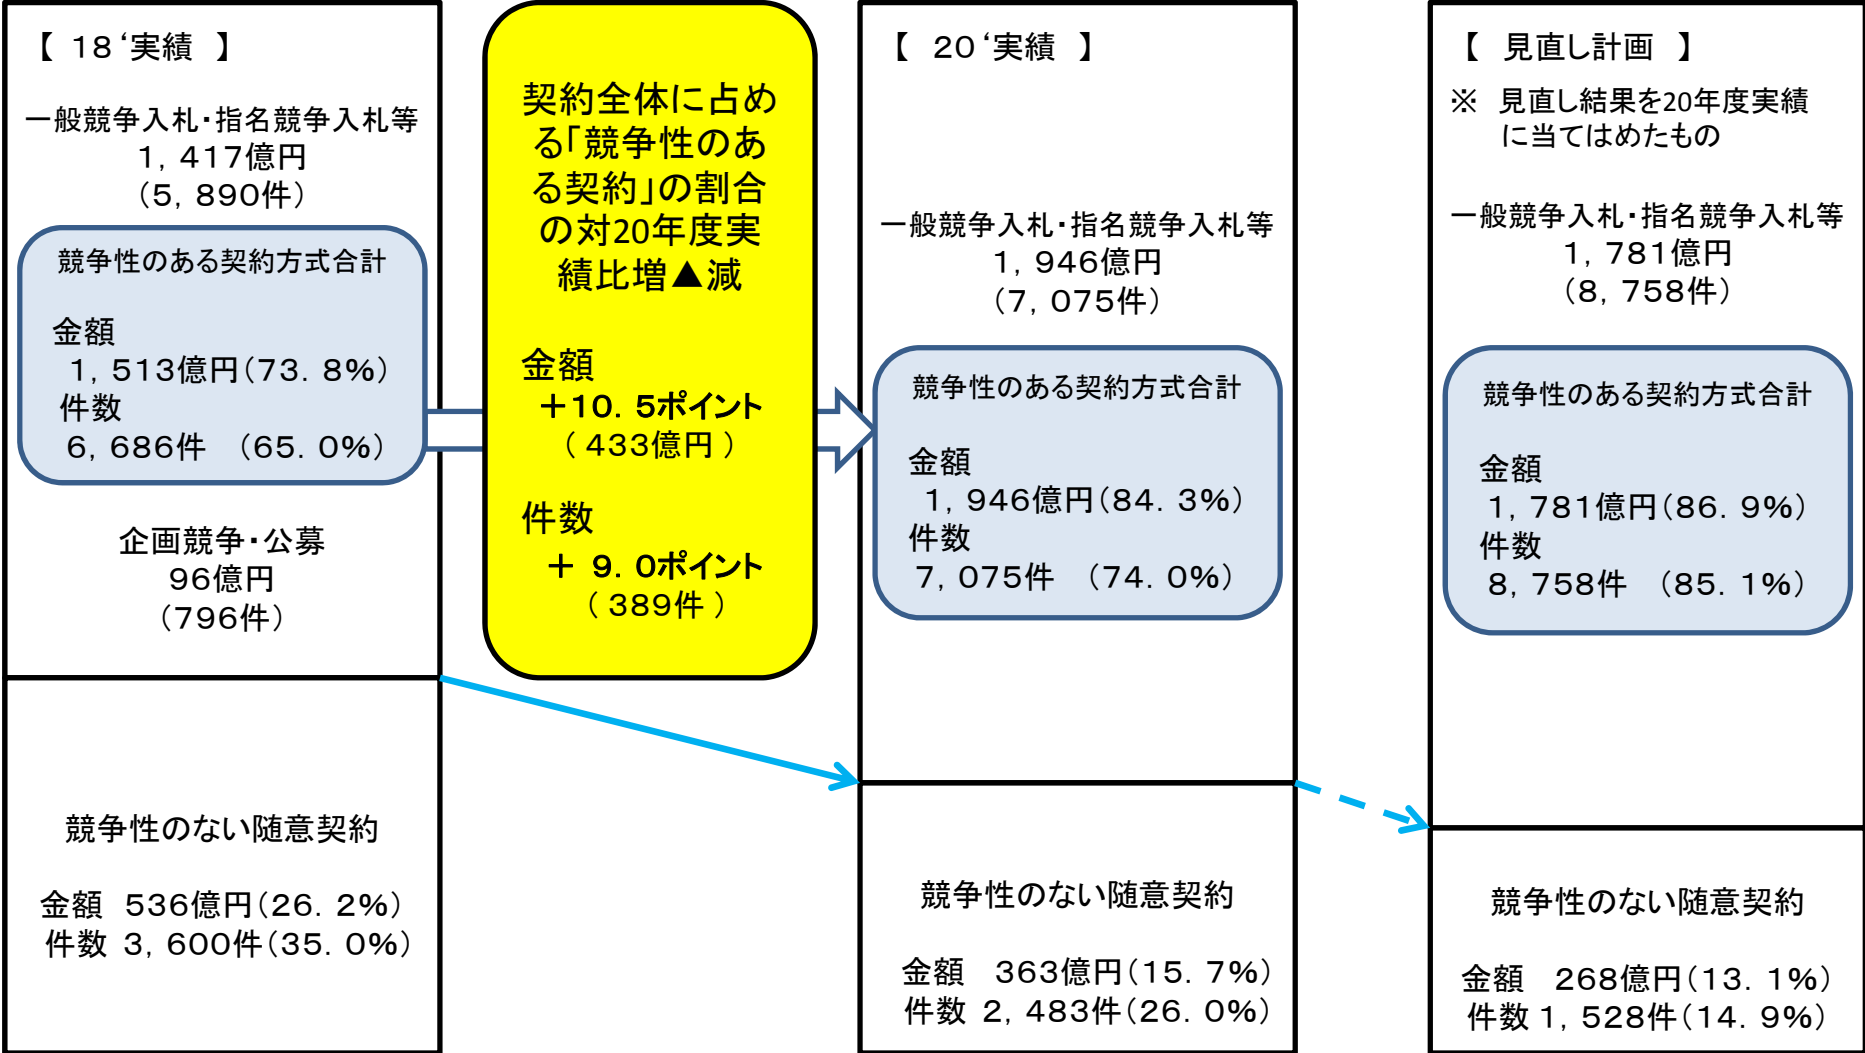 【 18‘実績 】
一般競争入札・指名競争入札等
1,417億円
(5,890件)
競争性のある契約方式合計
金額
1,513億円(73.8%)
件数
6,686件 (65.0%)
企画競争・公募
96億円
(796件)
競争性のない随意契約
金額 536億円(26.2%)
件数 3,600件(35.0%)
契約全体に占め
る「競争性のあ
る契約」の割合
の対20年度実
績比増▲減
金額
+10.5ポイント
( 433億円 )
件数
+ 9.0ポイント
( 389件 )
【 20‘実績 】
一般競争入札・指名競争入札等
1,946億円
(7,075件)
競争性のある契約方式合計
金額
1,946億円(84.3%)
件数
7,075件 (74.0%)
競争性のない随意契約
金額 363億円(15.7%)
件数 2,483件(26.0%)
【 見直し計画 】
※ 見直し結果を20年度実績
に当てはめたもの
一般競争入札・指名競争入札等
1,781億円
(8,758件)
競争性のある契約方式合計
金額
1,781億円(86.9%)
件数
8,758件 (85.1%)
競争性のない随意契約
金額 268億円(13.1%)
件数 1,528件(14.9%)